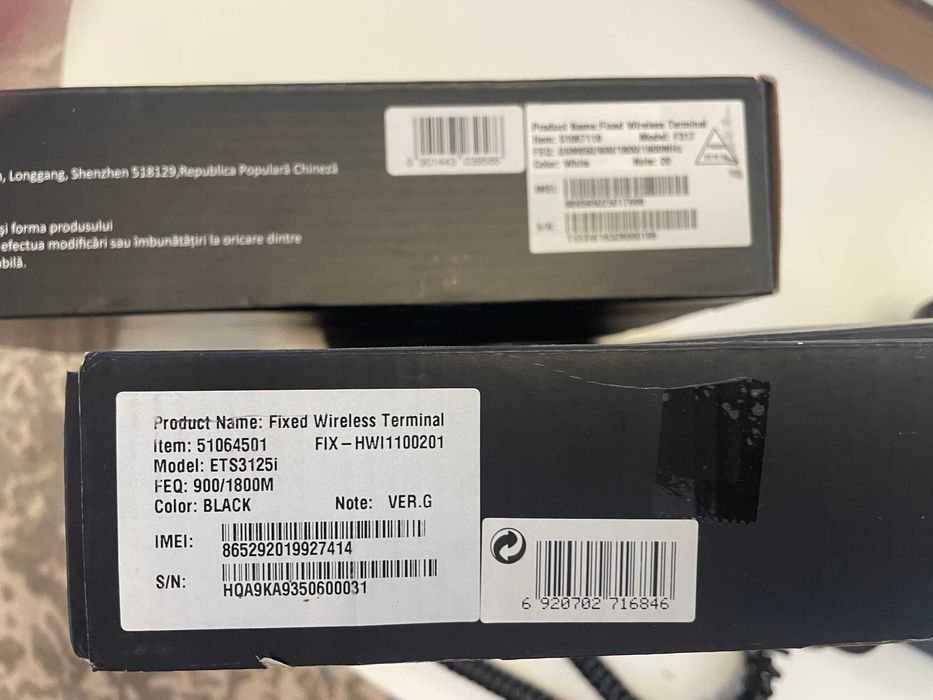 , Longgang, Shenzhen 518129,Republica Populară Chineză
și forma produsului
efectua modificări sau îmbunătățiri la oricare dintre
bilă.
Product Name:Fixed Wireless Terminal
Model: F317
Color: White
Note:
IMEI:
S/N:
Product Name: Fixed Wireless Terminal
Item: 51064501 FIX-HWI1100201
Model: ETS3125i
FEQ: 900/1800M
Color: BLACK Note: VER.G
IMEI:
865292019927414
S/N:
HQA9KA9350600031
6 920702 716846